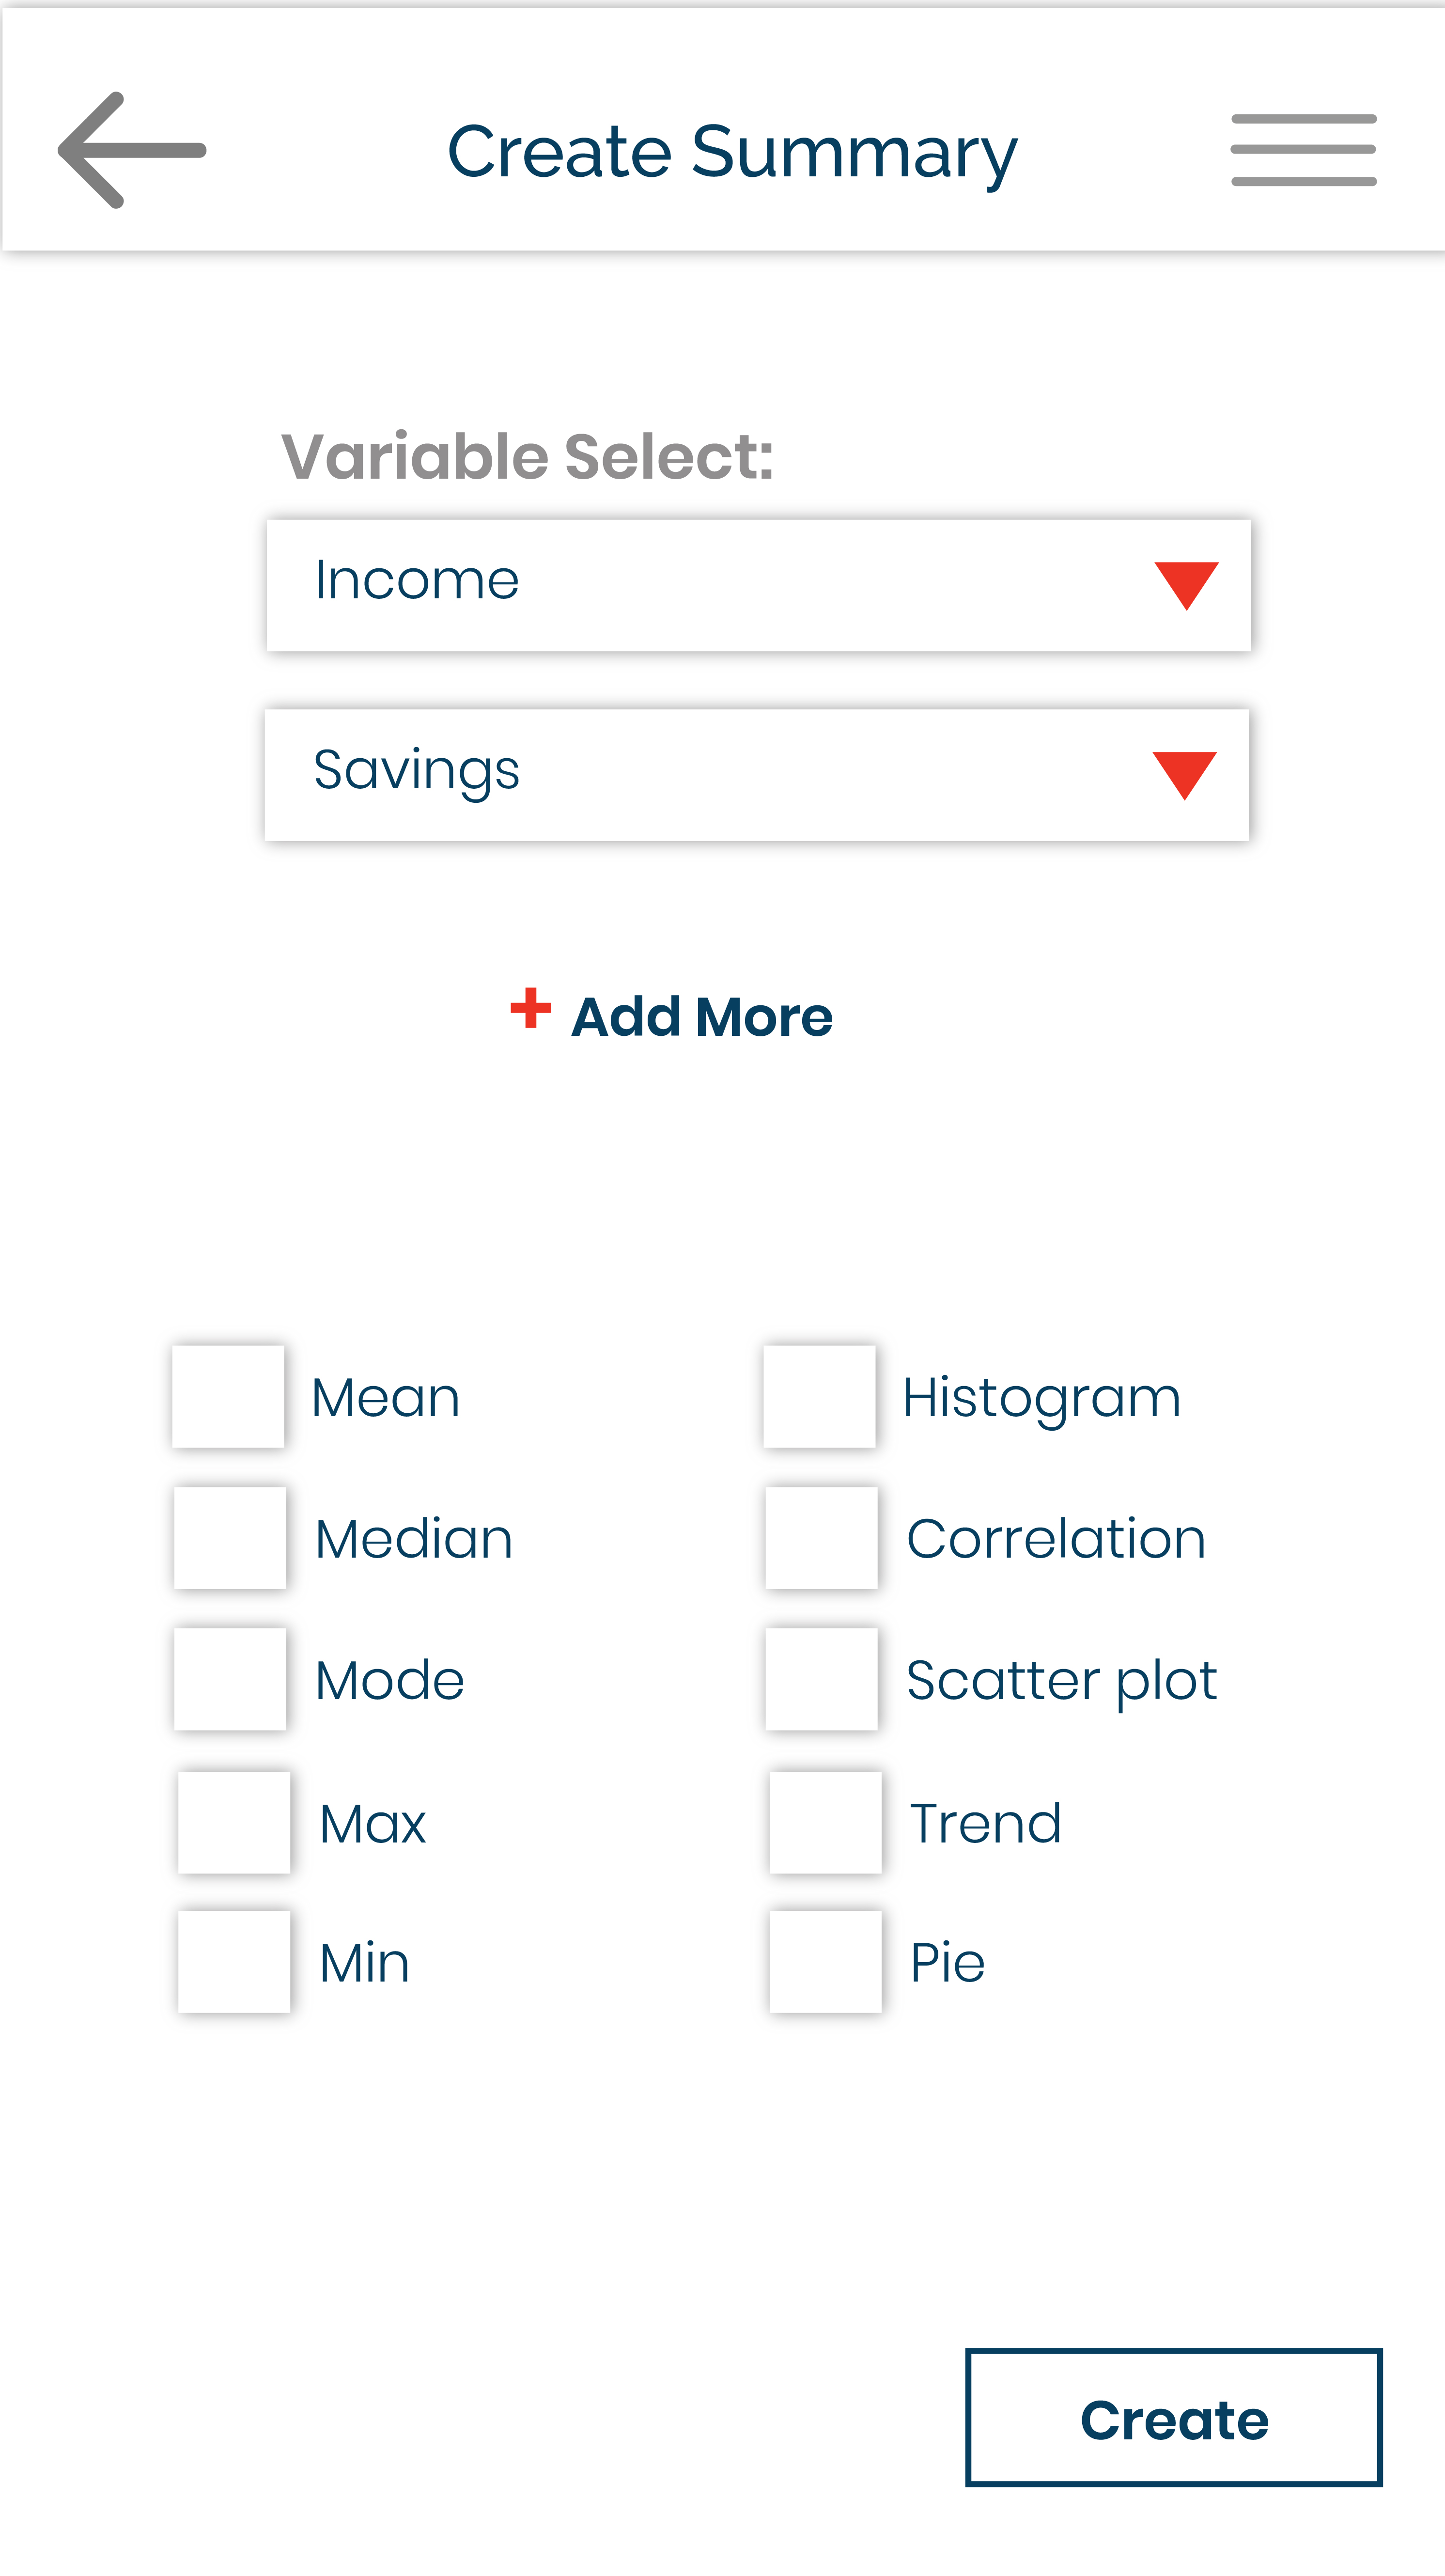 Create Summary
Variable Select:
Income
Savings
+ Add More
Mean
Histogram
Median
Correlation
Mode
Scatter plot
Max
Trend
Min
Pie
Create